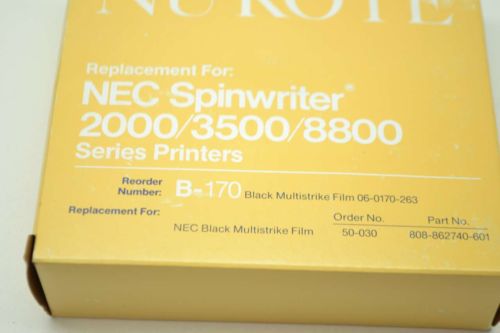 NU KOTE
Replacement For:
NEC Spinwriter®
2000/3500/8800
Series Printers
Reorder Number: B-170 Black Multistrike Film 06-0170-263
Replacement For: Order No. Part No.
NEC Black Multistrike Film 50-030 808-862740-601